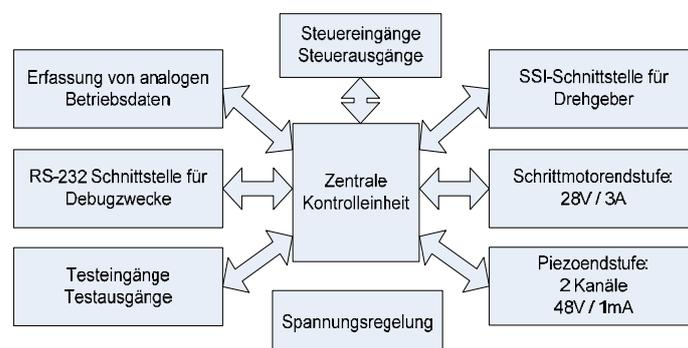 Steuereingänge
Steuerausgänge
Erfassung von analogen
Betriebsdaten
SSI-Schnittstelle für
Drehgeber
RS-232 Schnittstelle für
Debugzwecke
Zentrale
Kontrolleinheit
Schrittmotorendstufe:
28V / 3A
Testeingänge
Testausgänge
Piezoendstufe:
2 Kanäle
48V / 1mA
Spannungsregelung